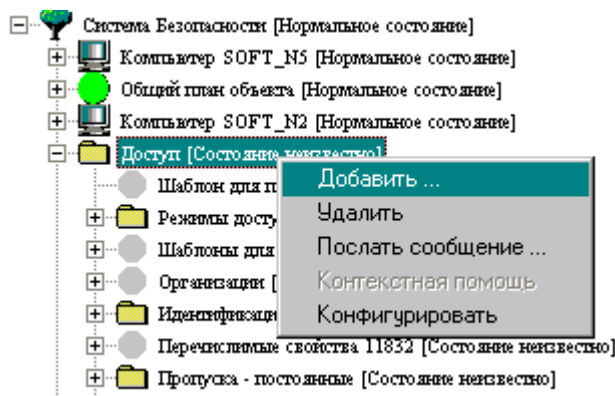 Система Безопасности [Нормальное состояние]
Компьютер SOFT_N5 [Нормальное состояние]
Общий план объекта [Нормальное состояние]
Компьютер SOFT_N2 [Нормальное состояние]
Доступ [Состояние неизвестно]
Шаблон для
Добавить ...
Режимы
Удалить
Шаблоны для
Послать сообщение ...
Организации [
Контекстная помощь
Конфигурировать
Перечислимые свойства 11832 [Состояние неизвестно]
Пропуска - постоянные [Состояние неизвестно]